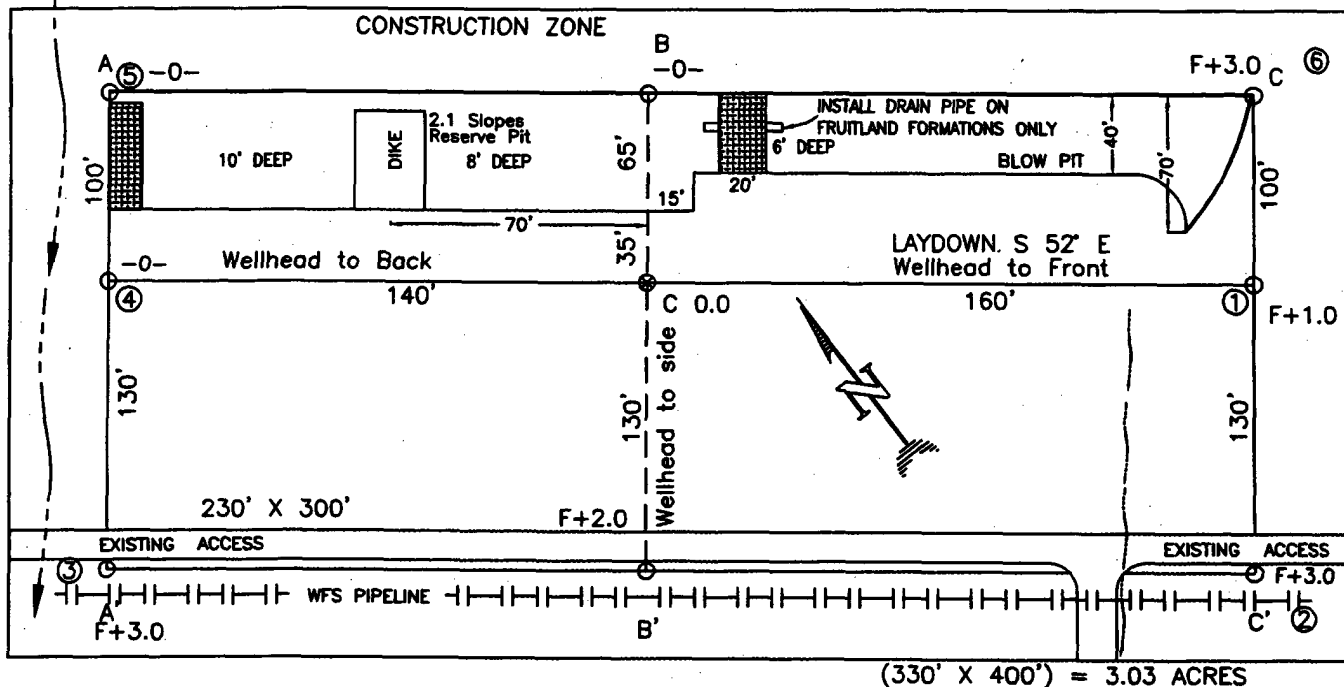 CONSTRUCTION ZONE
A
⑤ -0-
B
-0-
F+3.0
C
⑥
2.1 Slopes
Reserve Pit
10' DEEP
DIKE
8' DEEP
INSTALL DRAIN PIPE ON
FRUITLAND FORMATIONS ONLY
6' DEEP
BLOW PIT
40'
70'
100'
65'
100'
15'
20'
70'
35'
-0-
Wellhead to Back
LAYDOWN. S 52° E
Wellhead to Front
④
140'
C 0.0
160'
①
F+1.0
130'
Wellhead to side
130'
N
130'
230' X 300'
F+2.0
EXISTING ACCESS
EXISTING ACCESS
③
F+3.0
WFS PIPELINE
A'
F+3.0
B'
C'
②
(330' X 400') = 3.03 ACRES